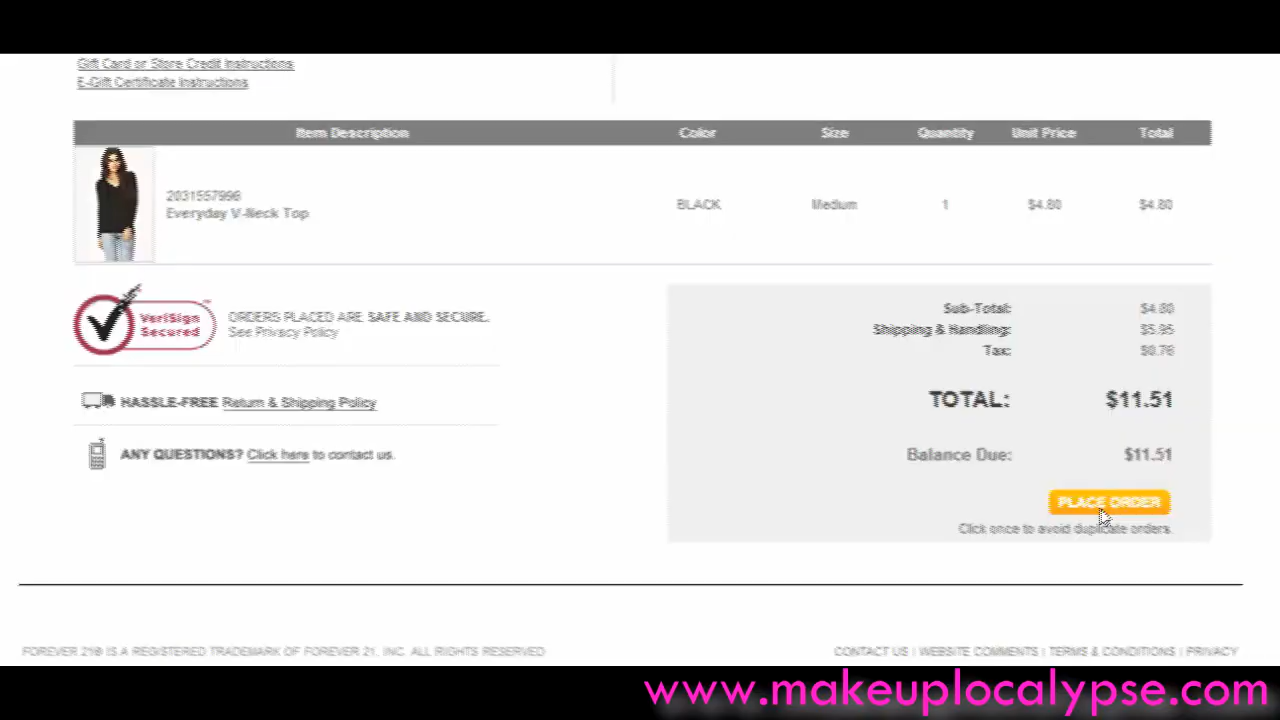 Gift Card or Store Credit Instructions
E-Gift Certificate Instructions
Item Description Color Size Quantity Unit Price Total
2031557996
Everyday V-Neck Top BLACK Medium 1 $4.80 $4.80
VeriSign
Secured
ORDERS PLACED ARE SAFE AND SECURE.
See Privacy Policy
HASSLE-FREE Return & Shipping Policy
ANY QUESTIONS? Click here to contact us.
Sub-Total: $4.80
Shipping & Handling: $5.95
Tax: $0.76
TOTAL: $11.51
Balance Due: $11.51
PLACE ORDER
Click once to avoid duplicate orders.
FOREVER 21® IS A REGISTERED TRADEMARK OF FOREVER 21, INC. ALL RIGHTS RESERVED
CONTACT US | WEBSITE COMMENTS | TERMS & CONDITIONS | PRIVACY
www.makeuplocalypse.com